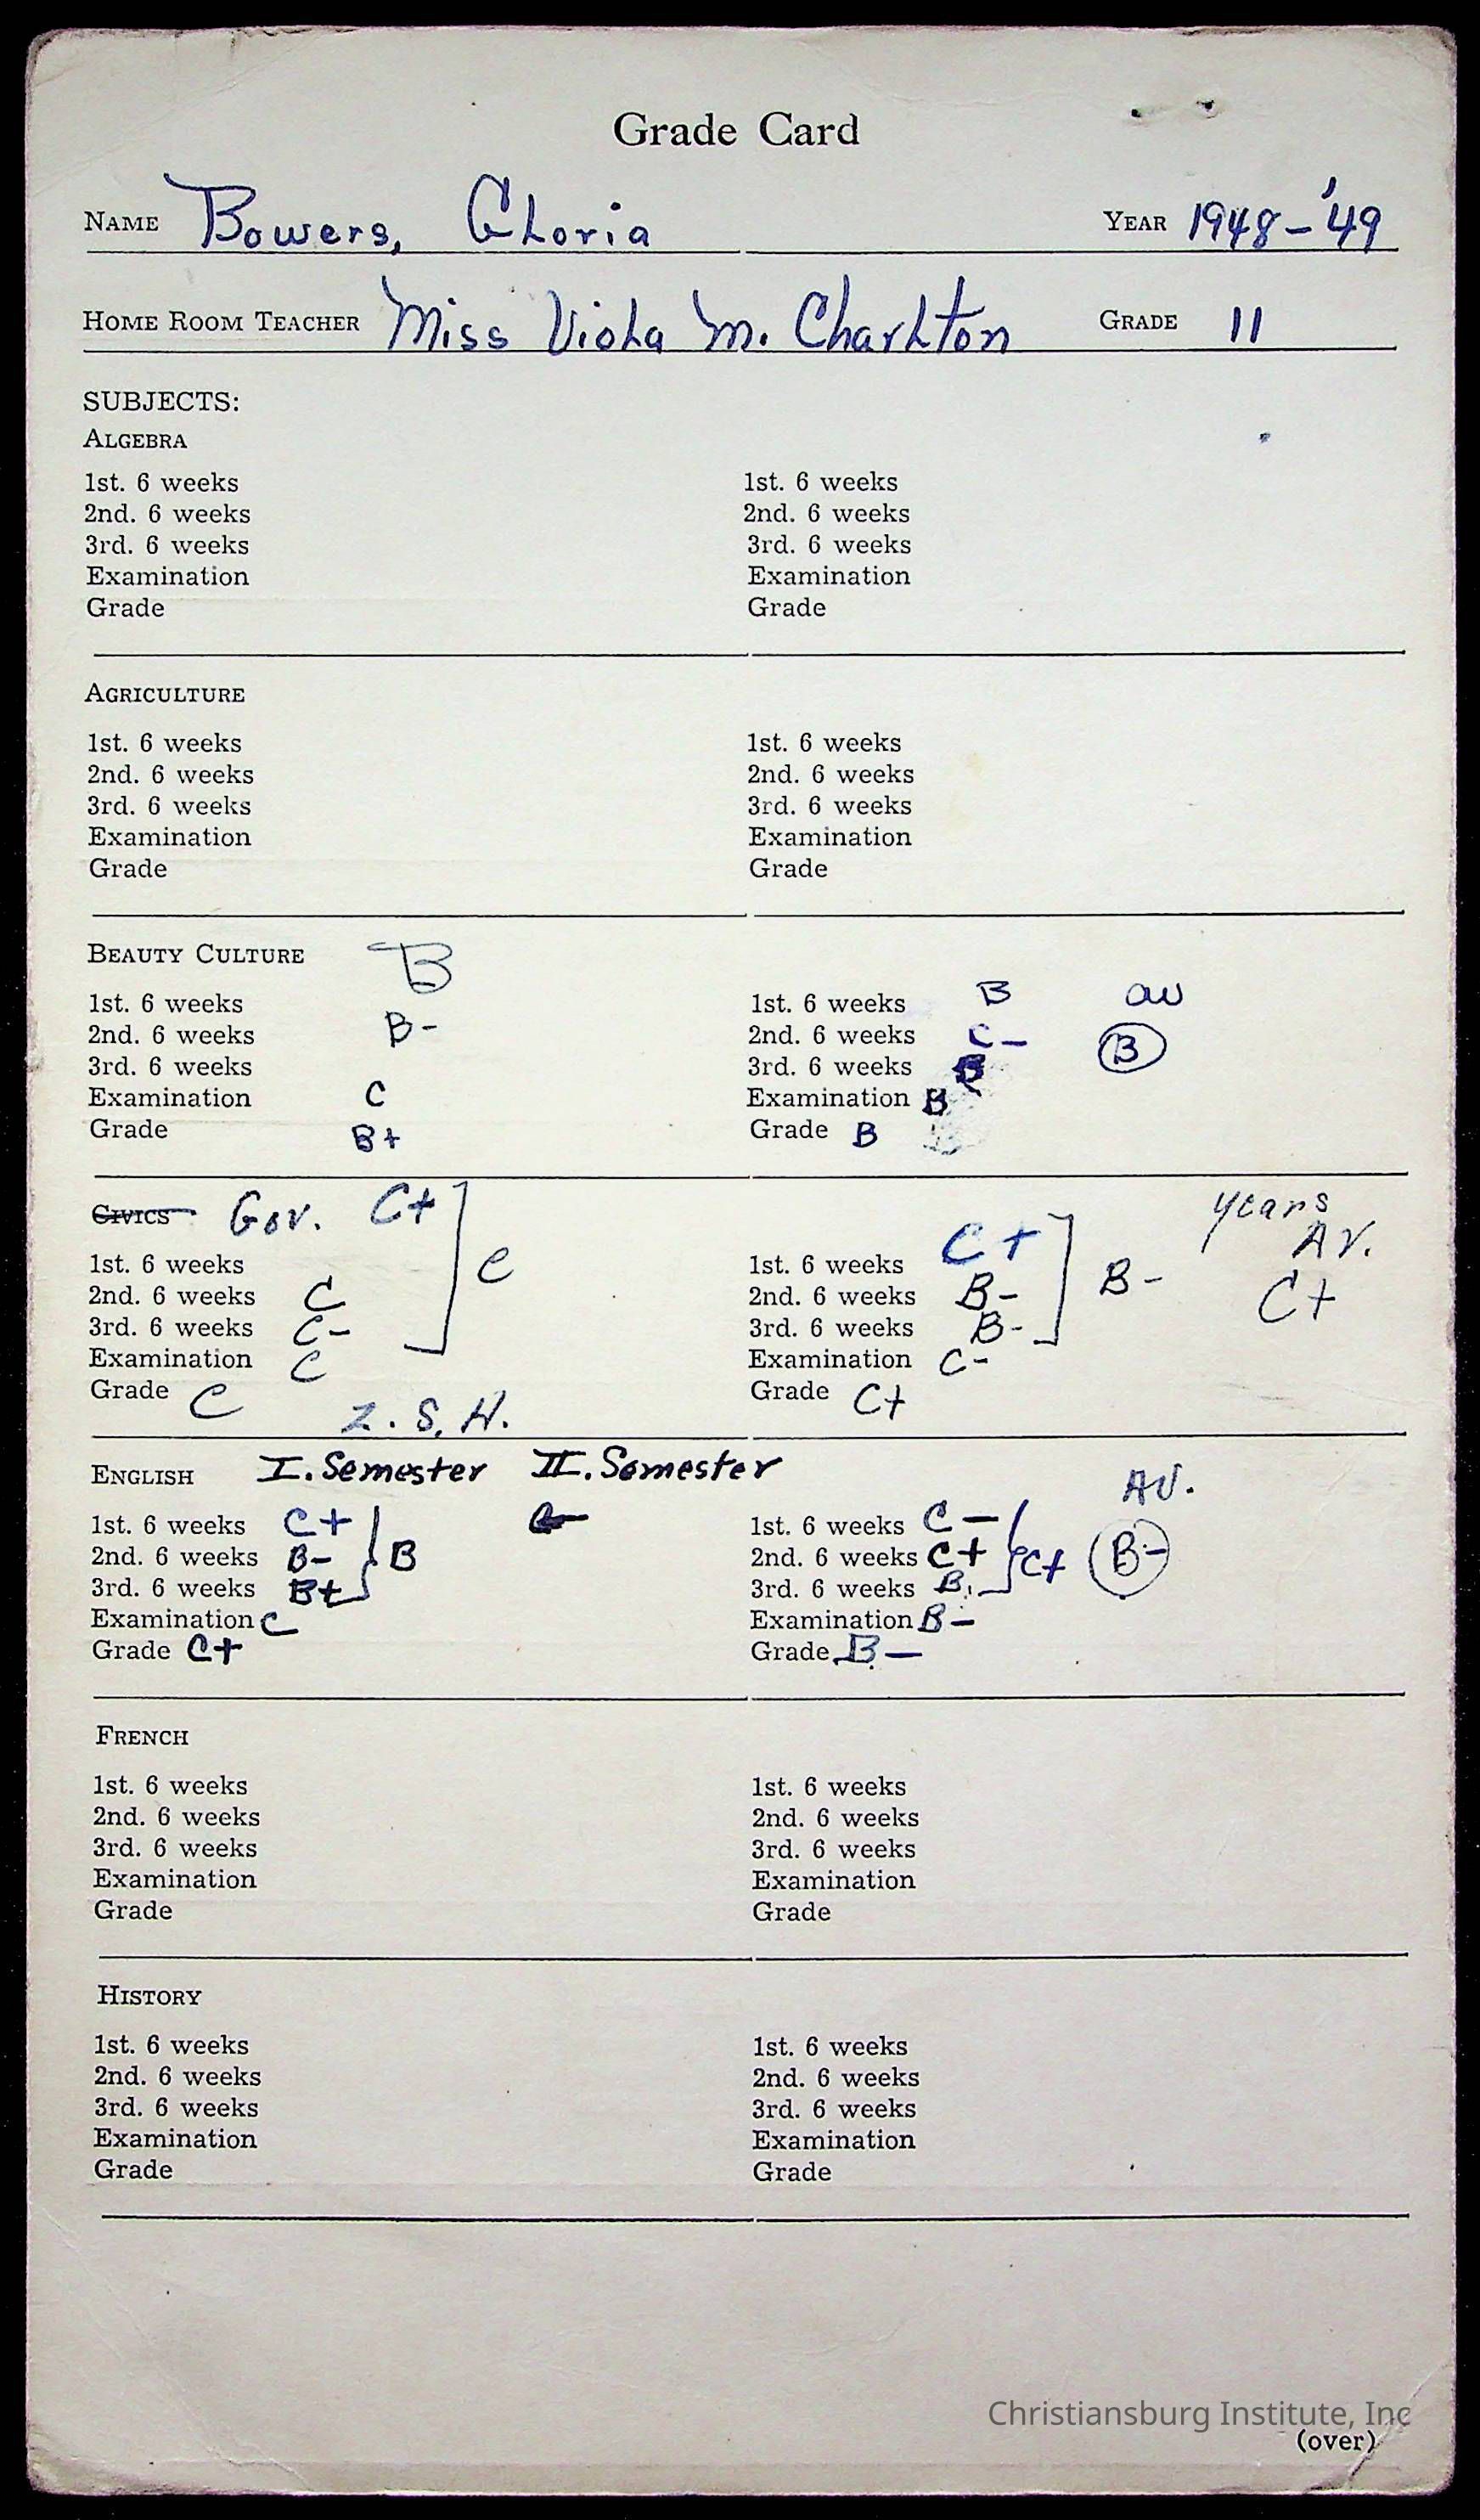 Grade Card
NAME Bowers, Gloria YEAR 1948-'49
HOME ROOM TEACHER Miss Viola M. Charlton GRADE 11
SUBJECTS:
ALGEBRA
1st. 6 weeks 1st. 6 weeks
2nd. 6 weeks 2nd. 6 weeks
3rd. 6 weeks 3rd. 6 weeks
Examination Examination
Grade Grade
AGRICULTURE
1st. 6 weeks 1st. 6 weeks
2nd. 6 weeks 2nd. 6 weeks
3rd. 6 weeks 3rd. 6 weeks
Examination Examination
Grade Grade
BEAUTY CULTURE B
1st. 6 weeks 1st. 6 weeks B av
2nd. 6 weeks B- 2nd. 6 weeks C- B
3rd. 6 weeks 3rd. 6 weeks B
Examination C Examination B
Grade B+ Grade B
CIVICS Gov. C+ years
1st. 6 weeks C 1st. 6 weeks C+ B- AV.
2nd. 6 weeks C 2nd. 6 weeks B- C+
3rd. 6 weeks C- 3rd. 6 weeks B-
Examination C Examination C-
Grade C Grade C+
Z. S. H.
ENGLISH I. Semester II. Semester AV.
1st. 6 weeks C+ 1st. 6 weeks C-
2nd. 6 weeks B- B 2nd. 6 weeks C+ C+ B-
3rd. 6 weeks B+ 3rd. 6 weeks B
Examination C Examination B-
Grade C+ Grade B-
FRENCH
1st. 6 weeks 1st. 6 weeks
2nd. 6 weeks 2nd. 6 weeks
3rd. 6 weeks 3rd. 6 weeks
Examination Examination
Grade Grade
HISTORY
1st. 6 weeks 1st. 6 weeks
2nd. 6 weeks 2nd. 6 weeks
3rd. 6 weeks 3rd. 6 weeks
Examination Examination
Grade Grade
Christiansburg Institute, Inc
(over)